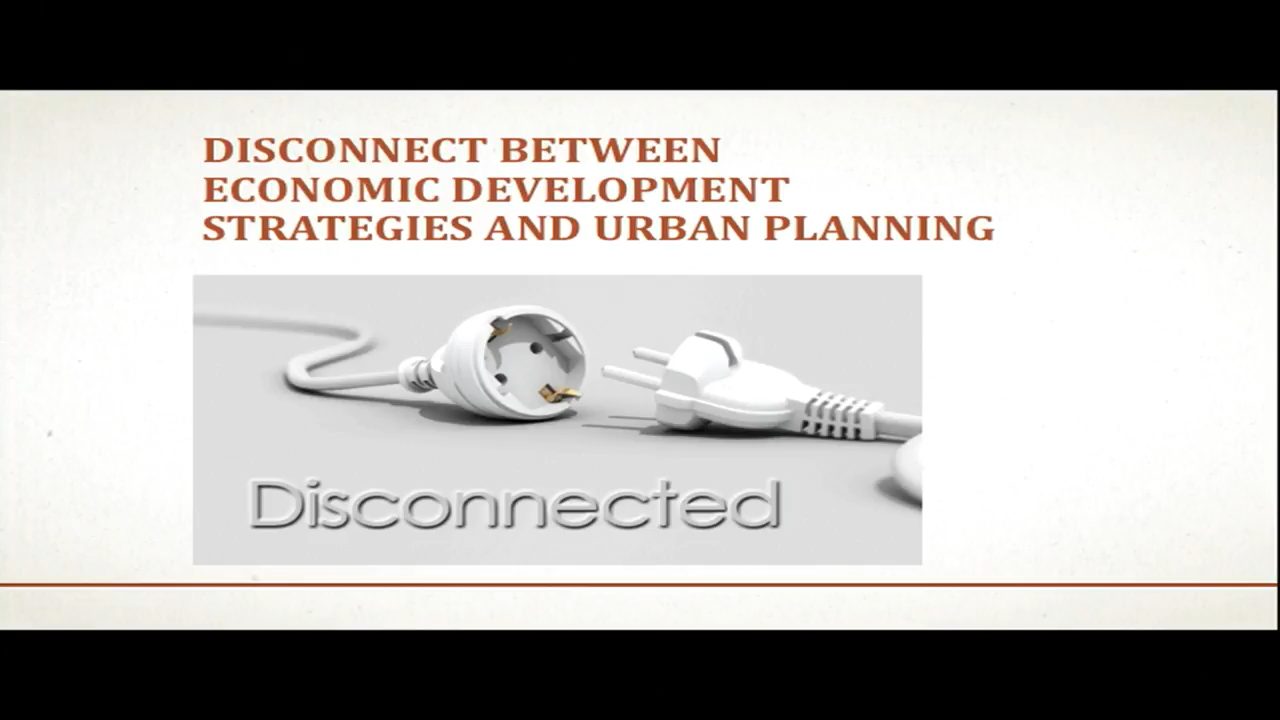 DISCONNECT BETWEEN
ECONOMIC DEVELOPMENT
STRATEGIES AND URBAN PLANNING
Disconnected